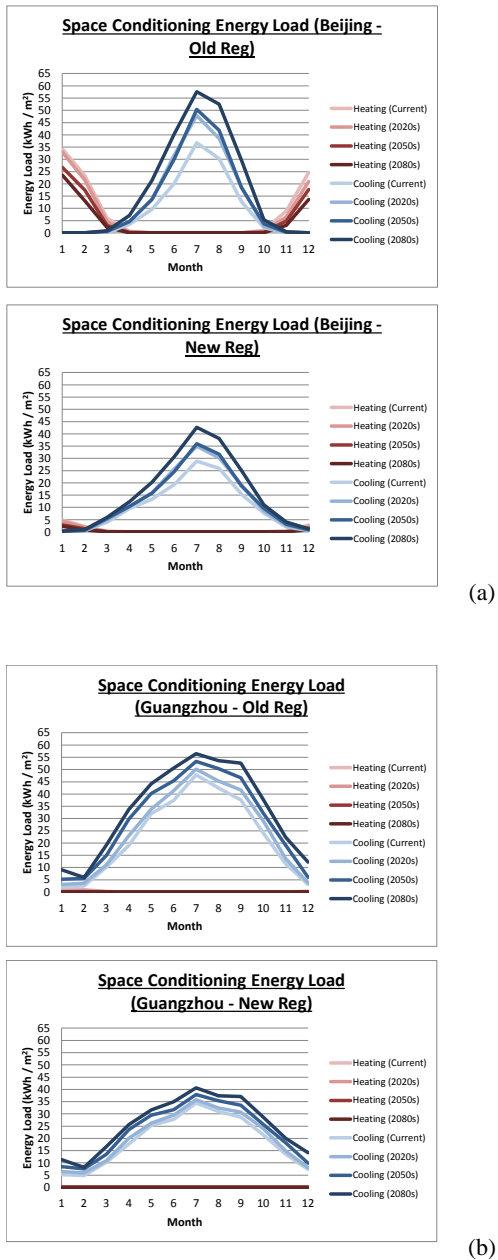 Space Conditioning Energy Load (Beijing -
Old Reg)
Energy Load (kWh / m²)
65
60
55
50
45
40
35
30
25
20
15
10
5
0
1 2 3 4 5 6 7 8 9 10 11 12
Month
Heating (Current)
Heating (2020s)
Heating (2050s)
Heating (2080s)
Cooling (Current)
Cooling (2020s)
Cooling (2050s)
Cooling (2080s)
Space Conditioning Energy Load (Beijing -
New Reg)
Energy Load (kWh / m²)
65
60
55
50
45
40
35
30
25
20
15
10
5
0
1 2 3 4 5 6 7 8 9 10 11 12
Month
Heating (Current)
Heating (2020s)
Heating (2050s)
Heating (2080s)
Cooling (Current)
Cooling (2020s)
Cooling (2050s)
Cooling (2080s)
(a)
Space Conditioning Energy Load
(Guangzhou - Old Reg)
Energy Load (kWh / m²)
65
60
55
50
45
40
35
30
25
20
15
10
5
0
1 2 3 4 5 6 7 8 9 10 11 12
Month
Heating (Current)
Heating (2020s)
Heating (2050s)
Heating (2080s)
Cooling (Current)
Cooling (2020s)
Cooling (2050s)
Cooling (2080s)
Space Conditioning Energy Load
(Guangzhou - New Reg)
Energy Load (kWh / m²)
65
60
55
50
45
40
35
30
25
20
15
10
5
0
1 2 3 4 5 6 7 8 9 10 11 12
Month
Heating (Current)
Heating (2020s)
Heating (2050s)
Heating (2080s)
Cooling (Current)
Cooling (2020s)
Cooling (2050s)
Cooling (2080s)
(b)